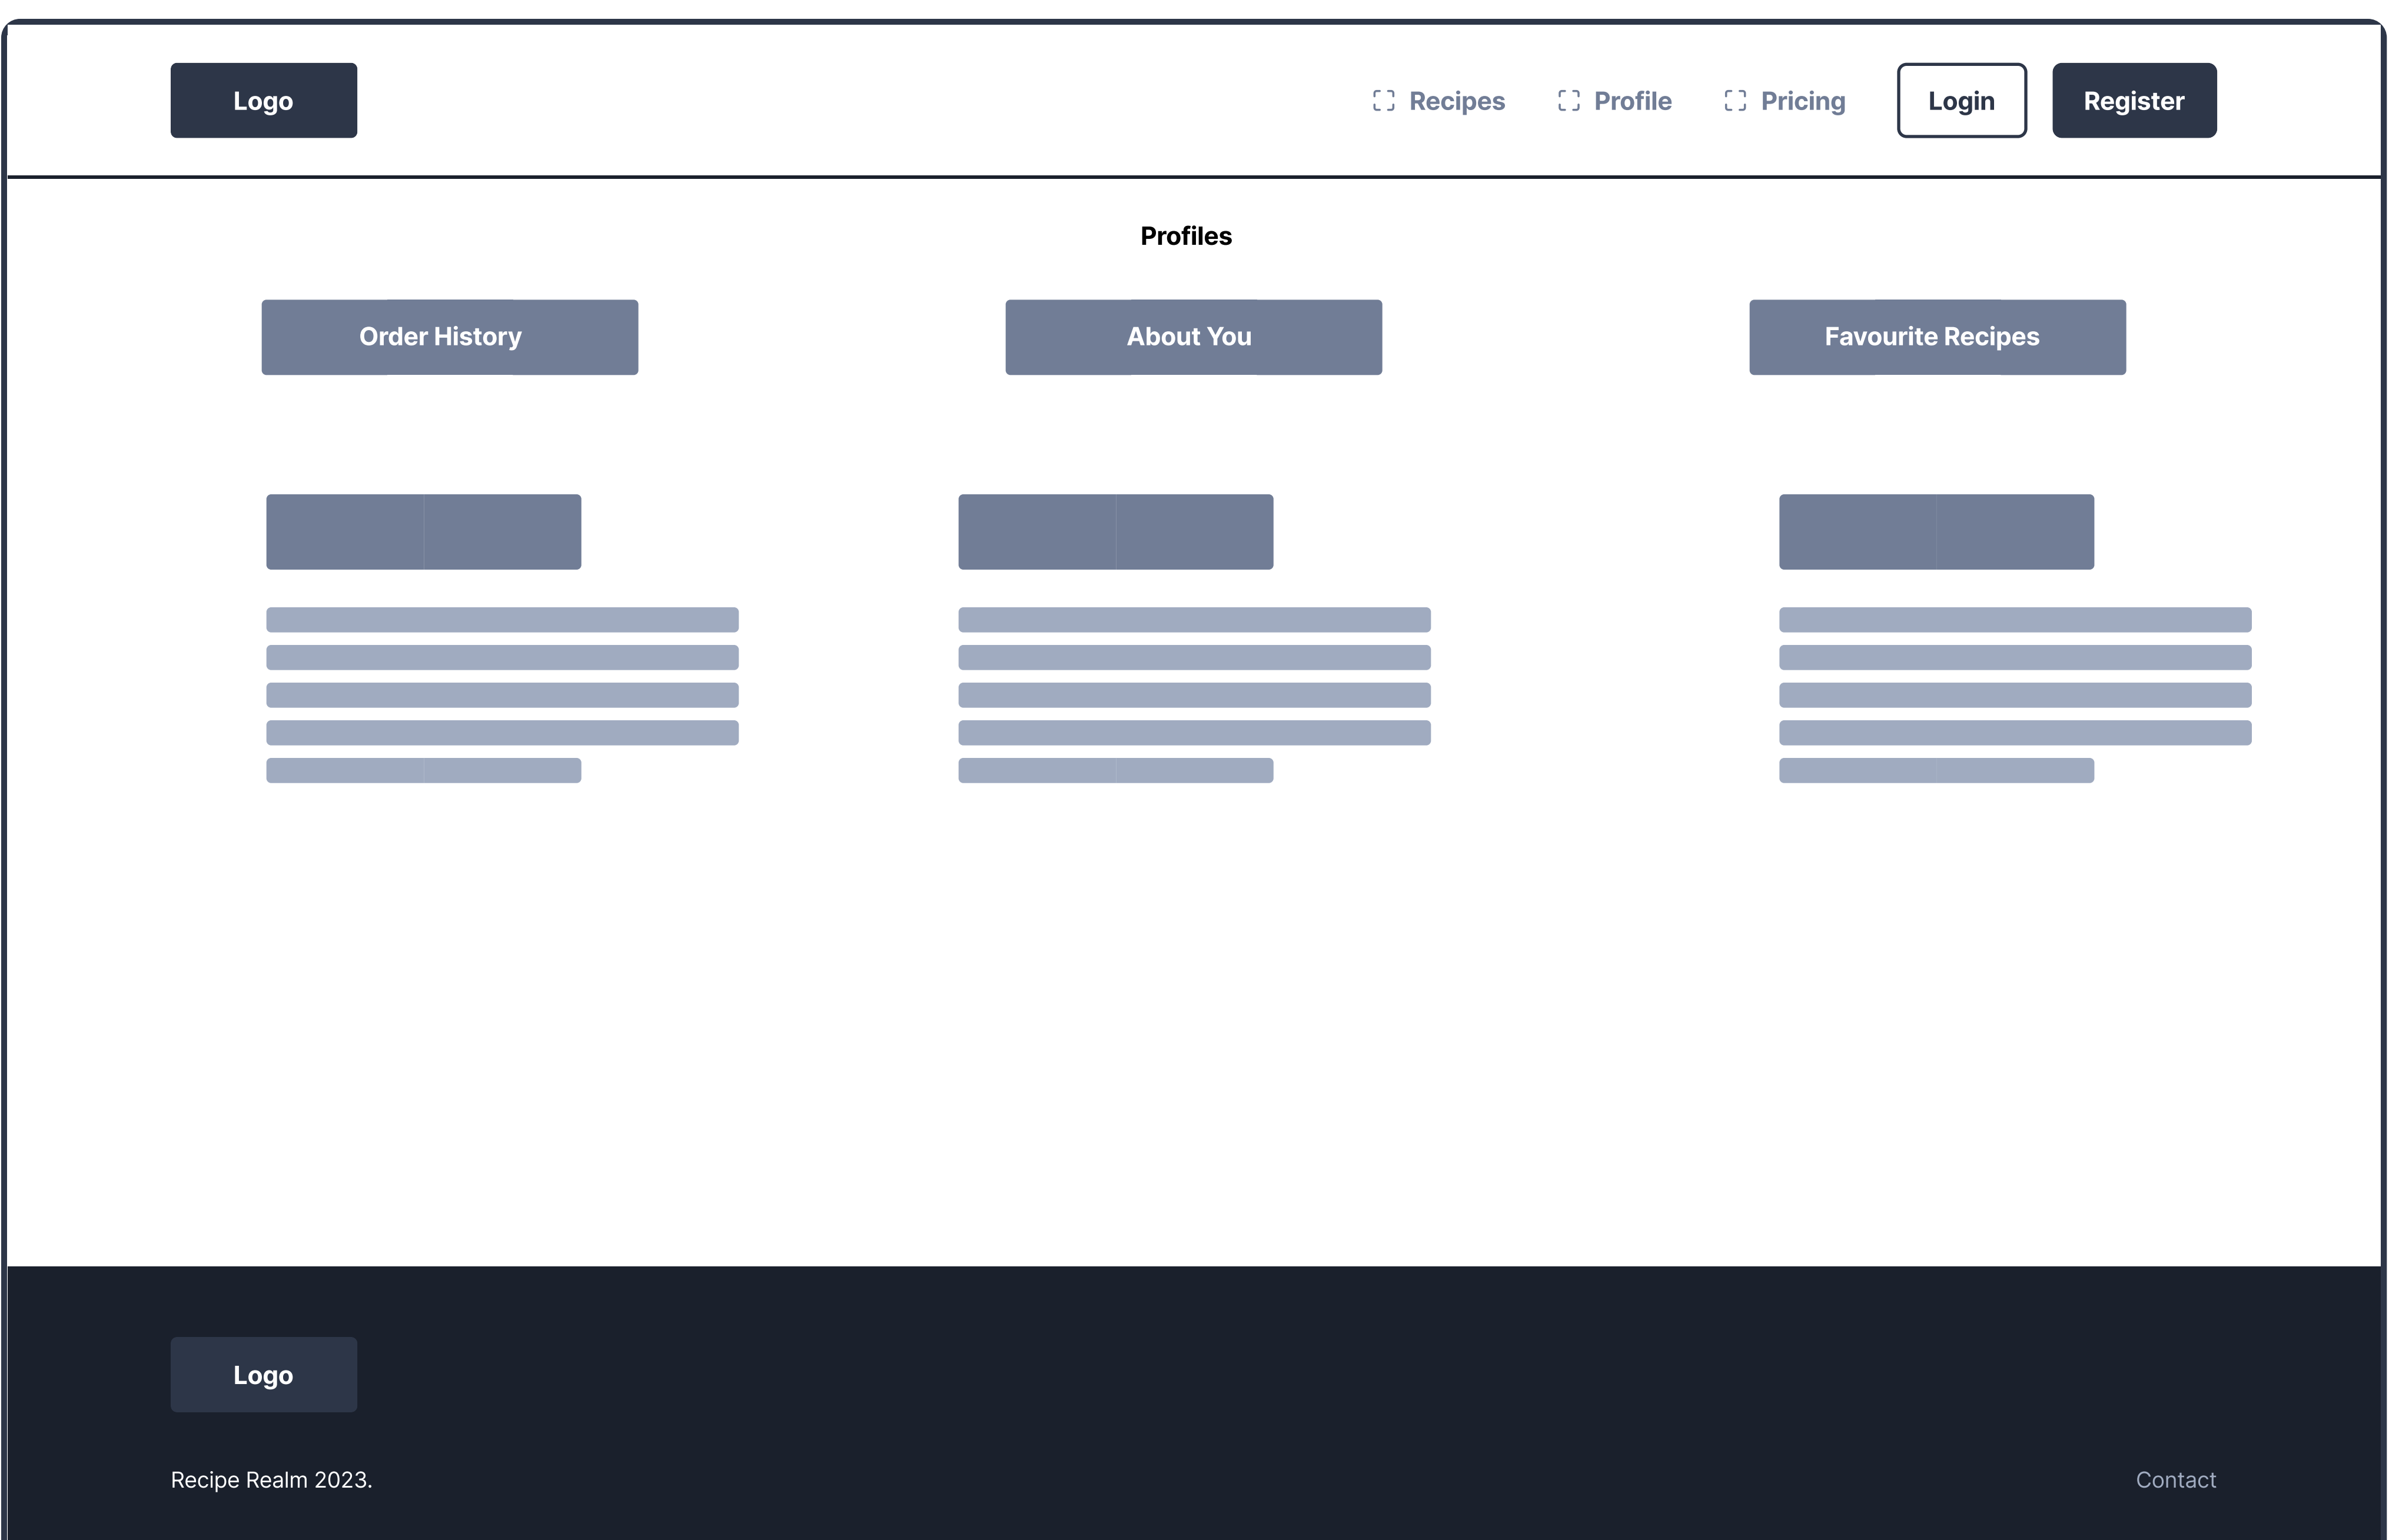 Logo
Recipes Profile Pricing Login Register
Profiles
Order History About You Favourite Recipes
Logo
Recipe Realm 2023. Contact